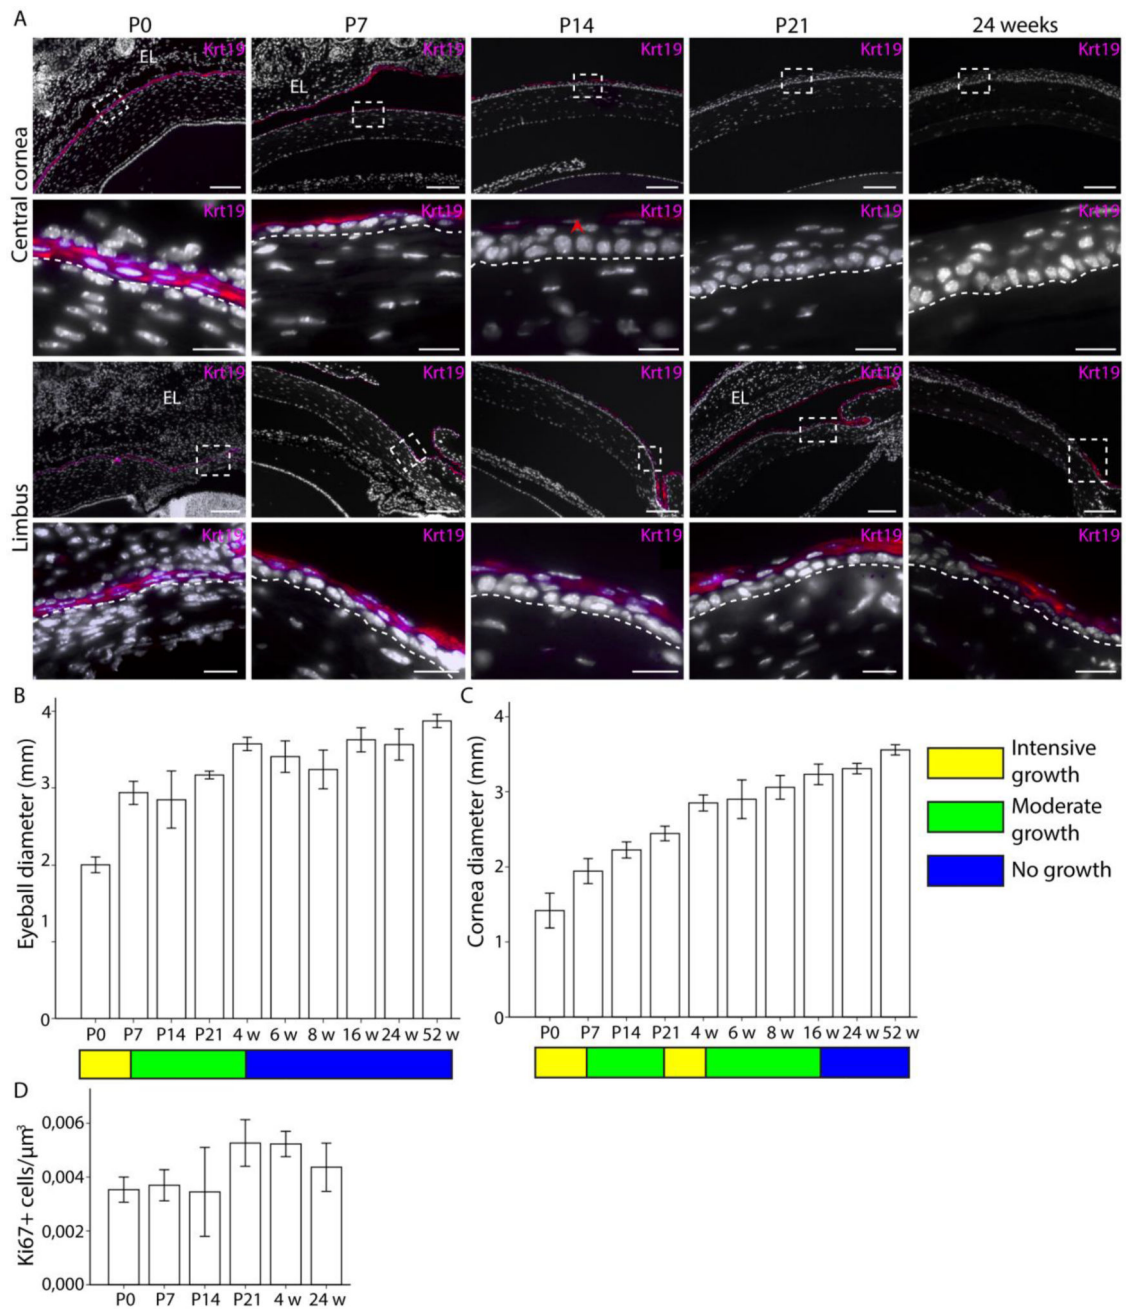 A
P0
P7
P14
P21
24 weeks
Central cornea
Krt19
EL
Krt19
EL
Krt19
Krt19
Krt19
Krt19
Krt19
Krt19
Krt19
Krt19
Limbus
Krt19
EL
Krt19
Krt19
Krt19
EL
Krt19
Krt19
Krt19
Krt19
Krt19
Krt19
B
Eyeball diameter (mm)
4
3
2
1
0
P0 P7 P14 P21 4 w 6 w 8 w 16 w 24 w 52 w
C
Cornea diameter (mm)
4
3
2
1
0
P0 P7 P14 P21 4 w 6 w 8 w 16 w 24 w 52 w
Intensive
growth
Moderate
growth
No growth
D
Ki67+ cells/µm³
0,006
0,004
0,002
0,000
P0 P7 P14 P21 4 w 24 w